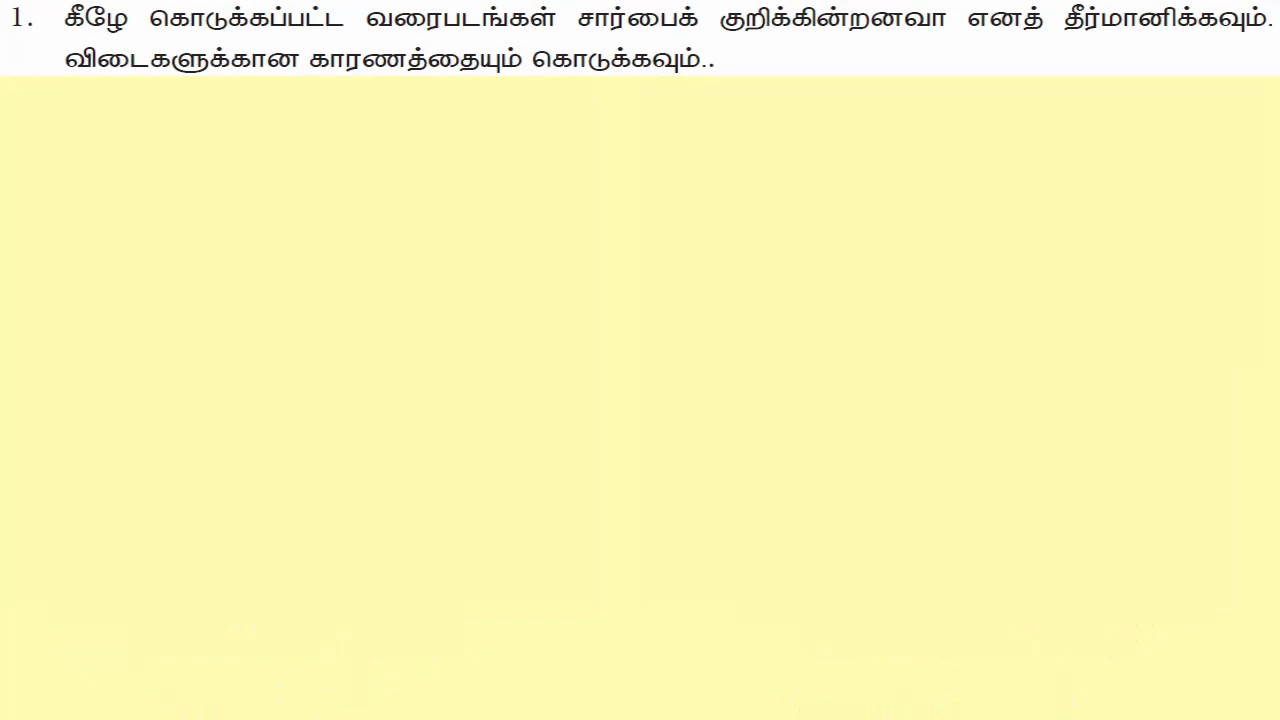 1. கீழே கொடுக்கப்பட்ட வரைபடங்கள் சார்பைக் குறிக்கின்றனவா எனத் தீர்மானிக்கவும்.
விடைகளுக்கான காரணத்தையும் கொடுக்கவும்..